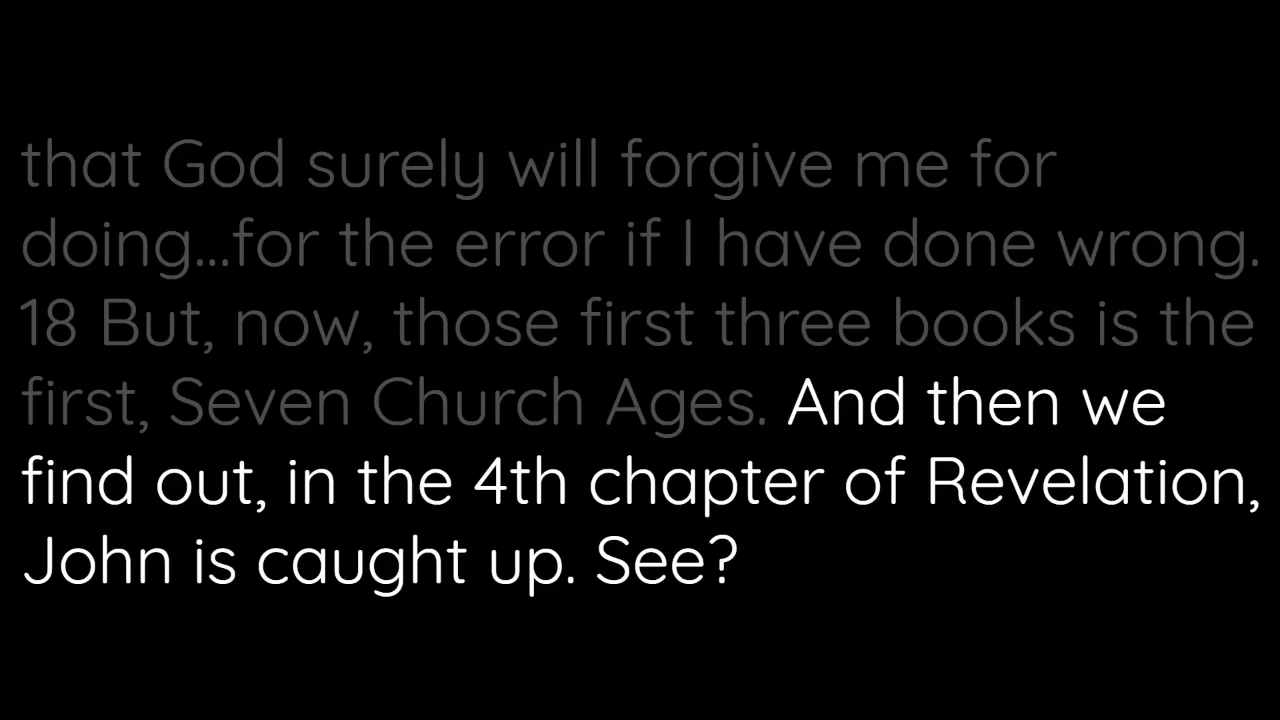 that God surely will forgive me for
doing...for the error if I have done wrong.
18 But, now, those first three books is the
first, Seven Church Ages. And then we
find out, in the 4th chapter of Revelation,
John is caught up. See?